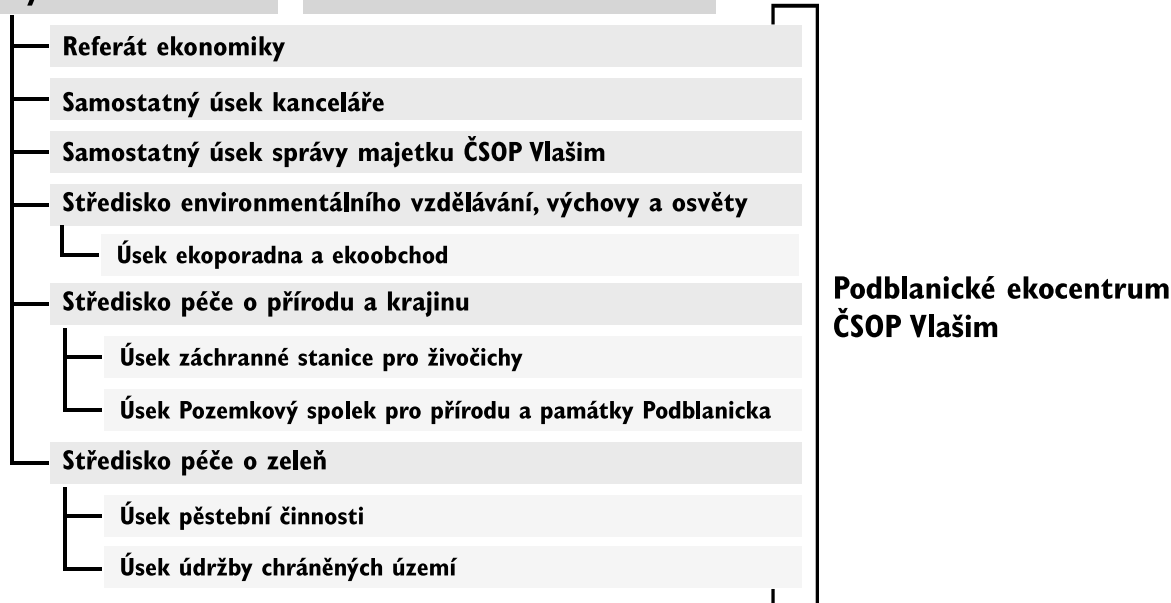 Referát ekonomiky
Samostatný úsek kanceláře
Samostatný úsek správy majetku ČSOP Vlašim
Středisko environmentálního vzdělávání, výchovy a osvěty
Úsek ekoporadna a ekoobchod
Středisko péče o přírodu a krajinu
Úsek záchranné stanice pro živočichy
Úsek Pozemkový spolek pro přírodu a památky Podblanicka
Středisko péče o zeleň
Úsek pěstební činnosti
Úsek údržby chráněných území
Podblanické ekocentrum
ČSOP Vlašim